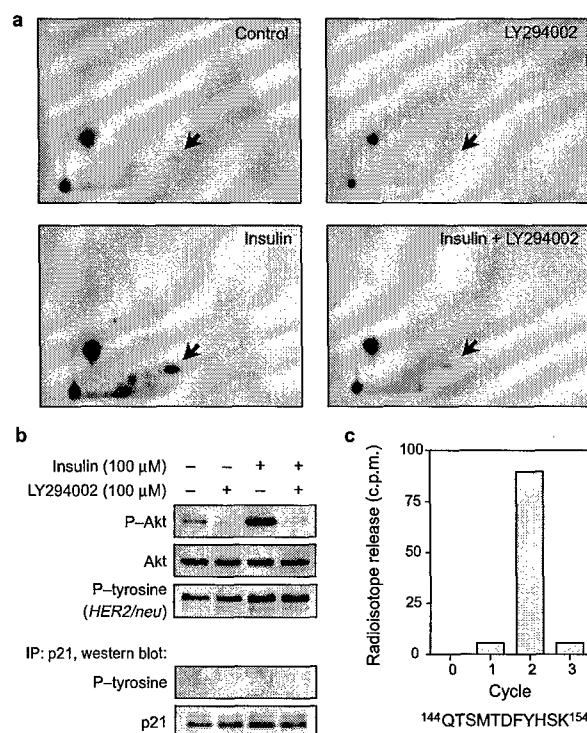 a
Control
LY294002
Insulin
Insulin + LY294002
b
Insulin (100 μM) – – + +
LY294002 (100 μM) – + – +
P–Akt
Akt
P–tyrosine
(HER2/neu)
IP: p21, western blot:
P–tyrosine
p21
c
Radioisotope release (c.p.m.)
100
75
50
25
0
0 1 2 3
Cycle
¹⁴⁴QTSMTDFYHSK¹⁵⁴